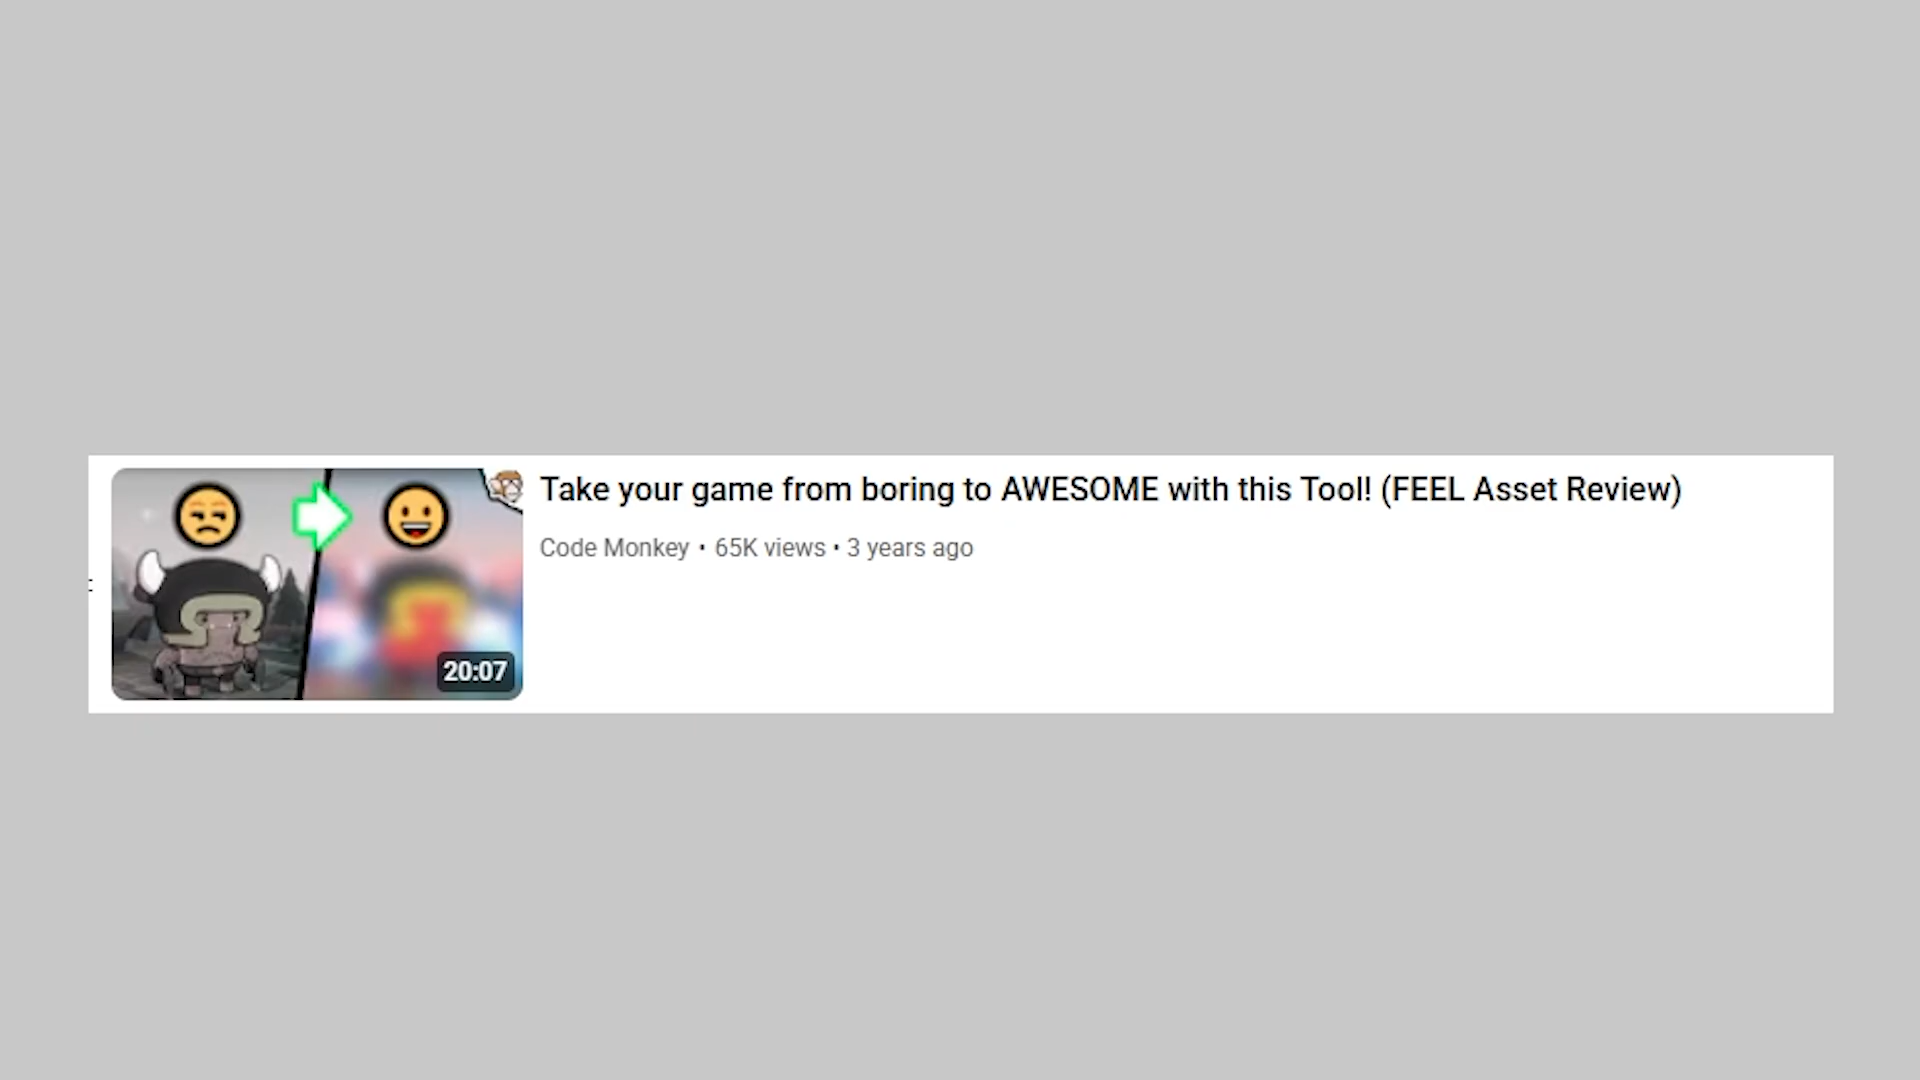 Take your game from boring to AWESOME with this Tool! (FEEL Asset Review)
Code Monkey • 65K views • 3 years ago
20:07